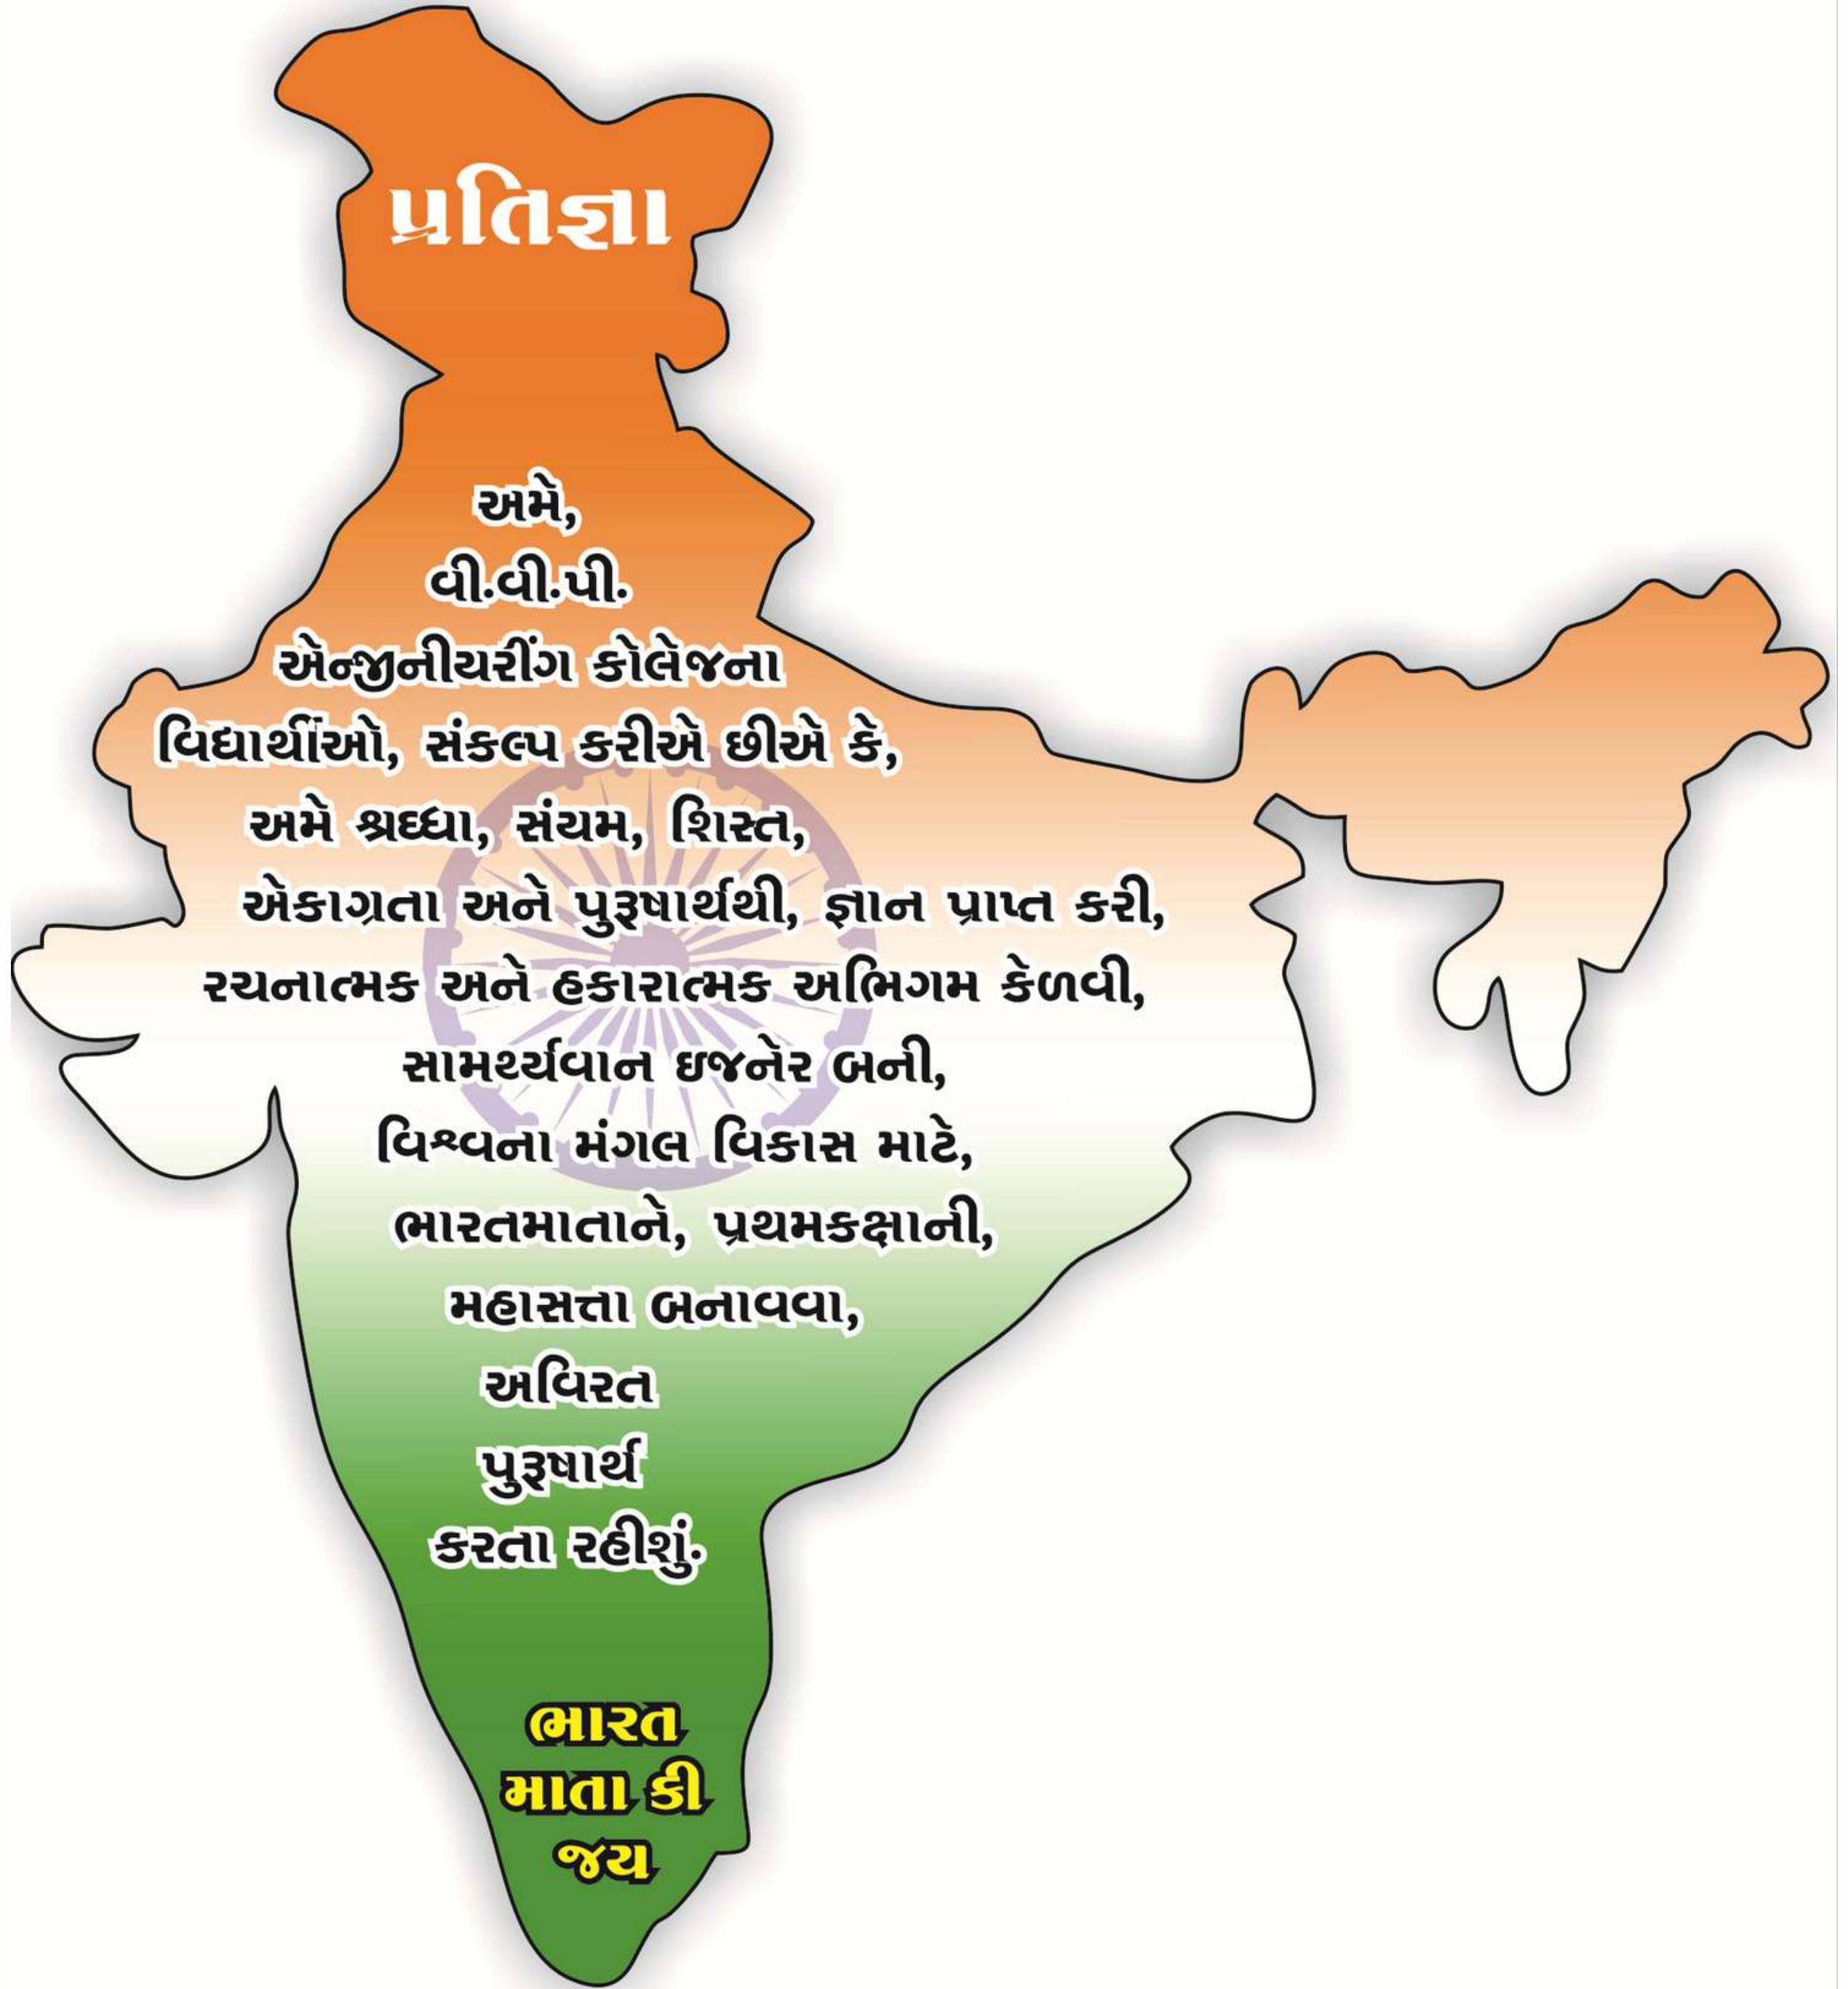 પ્રતિજ્ઞા
અમે,
વી.વી.પી.
એન્જીનીયરીંગ કોલેજના
વિદ્યાર્થીઓ, સંકલ્પ કરીએ છીએ કે,
અમે શ્રધ્ધા, સંયમ, શિસ્ત,
એકાગ્રતા અને પુરૂષાર્થથી, જ્ઞાન પ્રાપ્ત કરી,
રચનાત્મક અને હકારાત્મક અભિગમ કેળવી,
સામર્થ્યવાન ઇજનેર બની,
વિશ્વના મંગલ વિકાસ માટે,
ભારતમાતાને, પ્રથમકક્ષાની,
મહાસત્તા બનાવવા,
અવિરત
પુરૂષાર્થ
કરતા રહીશું.
ભારત
માતા કી
જય